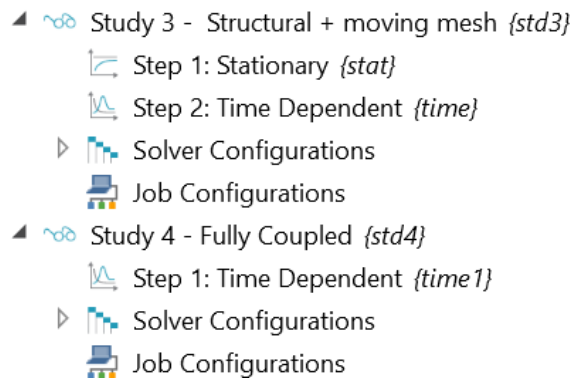 Study 3 - Structural + moving mesh {std3}
Step 1: Stationary {stat}
Step 2: Time Dependent {time}
Solver Configurations
Job Configurations
Study 4 - Fully Coupled {std4}
Step 1: Time Dependent {time1}
Solver Configurations
Job Configurations